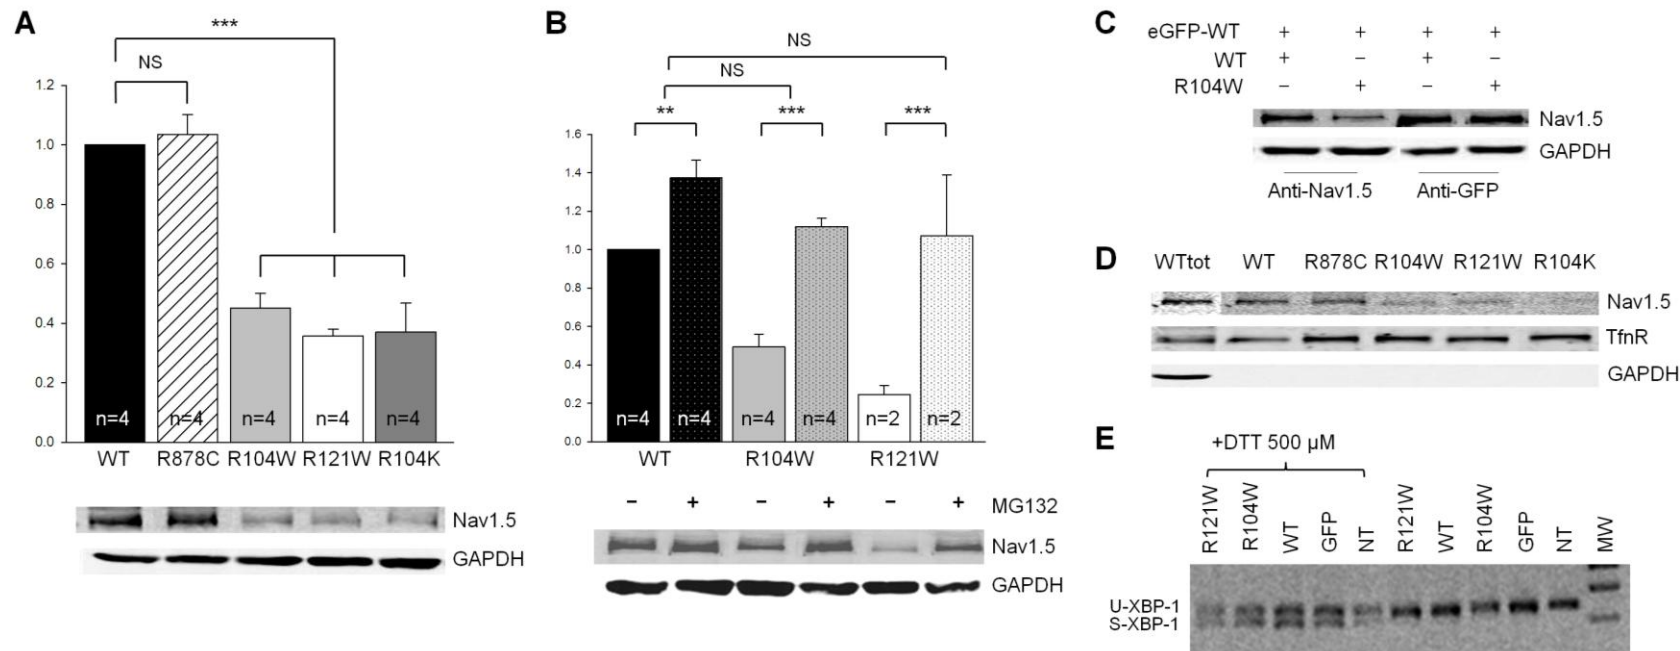 A
***
NS
1.2
1.0
0.8
0.6
0.4
0.2
0.0
n=4 n=4 n=4 n=4 n=4
WT R878C R104W R121W R104K
Nav1.5
GAPDH
B
NS
NS
** *** ***
1.6
1.4
1.2
1.0
0.8
0.6
0.4
0.2
0.0
n=4 n=4 n=4 n=4 n=2 n=2
WT R104W R121W
− + − + − + MG132
Nav1.5
GAPDH
C
eGFP-WT + + + +
WT + − + −
R104W − + − +
Nav1.5
GAPDH
Anti-Nav1.5 Anti-GFP
D
WTtot WT R878C R104W R121W R104K
Nav1.5
TfnR
GAPDH
E
+DTT 500 µM
R121W R104W WT GFP NT R121W WT R104W GFP NT MW
U-XBP-1
S-XBP-1